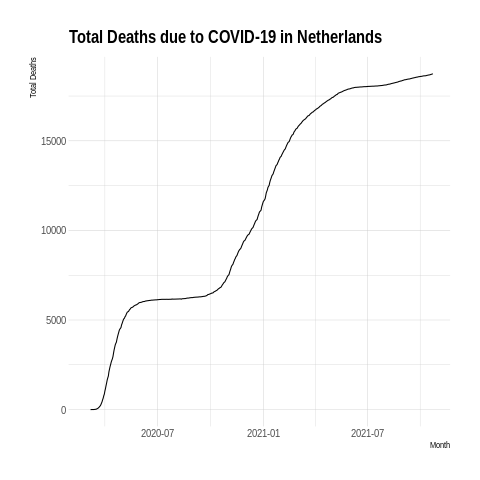 Total Deaths due to COVID-19 in Netherlands
Total Deaths
15000
10000
5000
0
2020-07 2021-01 2021-07
Month